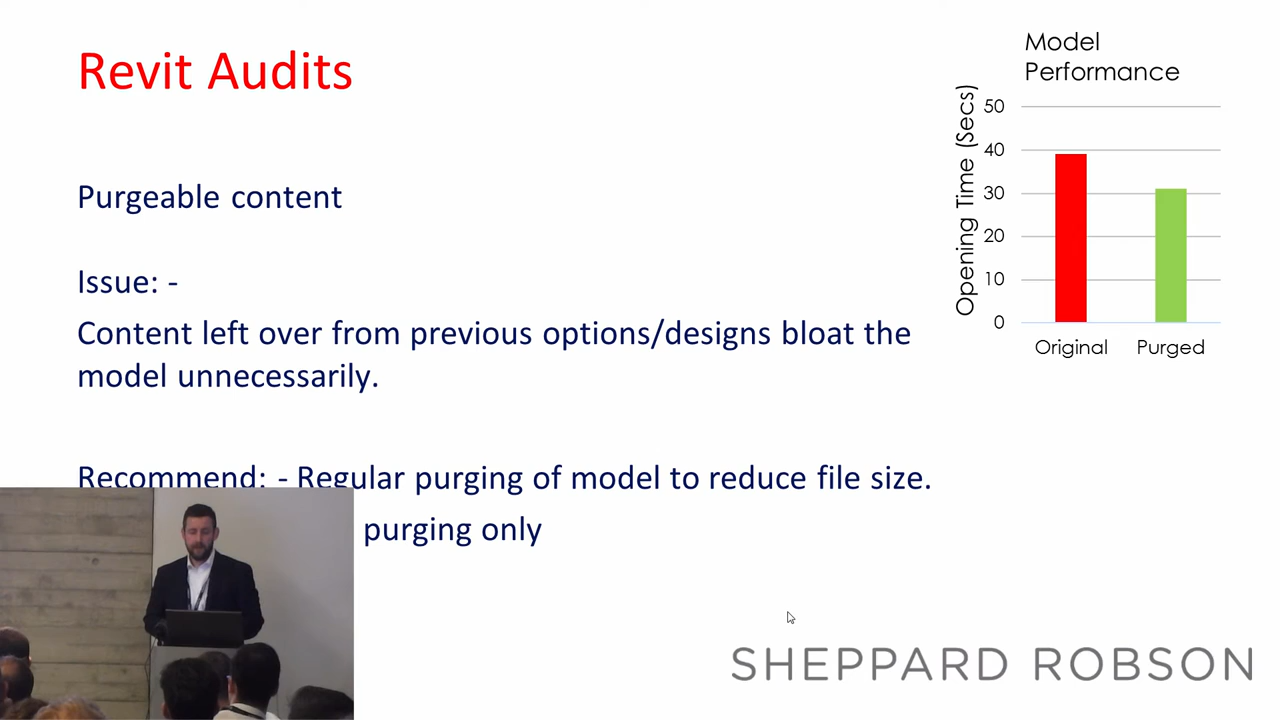 Revit Audits
Purgeable content
Issue: -
Content left over from previous options/designs bloat the
model unnecessarily.
Recommend: - Regular purging of model to reduce file size.
purging only
Model
Performance
Opening Time (Secs)
50
40
30
20
10
0
Original
Purged
SHEPPARD ROBSON